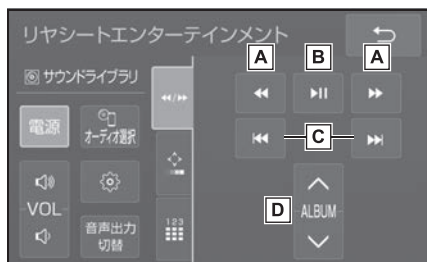 リヤシートエンターテインメント
サウンドライブラリ
A
B
A
電源
オーディオ選択
C
VOL
音声出力
切替
123
D
ALBUM